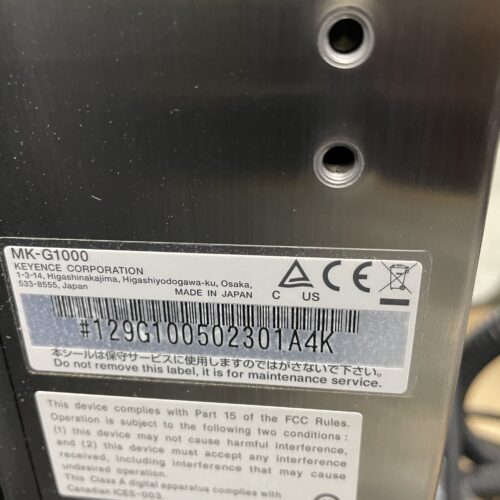 MK-G1000
KEYENCE CORPORATION
1-3-14, Higashinakajima, Higashiyodogawa-ku, Osaka,
533-8555, Japan
MADE IN JAPAN
C US
CE
#129G100502301A4K
本シールは保守サービスに使用しますのではがさないで下さい。
Do not remove this label, it is for maintenance service.
This device complies with Part 15 of the FCC Rules.
Operation is subject to the following two conditions :
(1) this device may not cause harmful interference,
and (2) this device must accept any interference
received, including interference that may cause
undesired operation.
This Class A digital apparatus complies with
Canadian ICES-003.